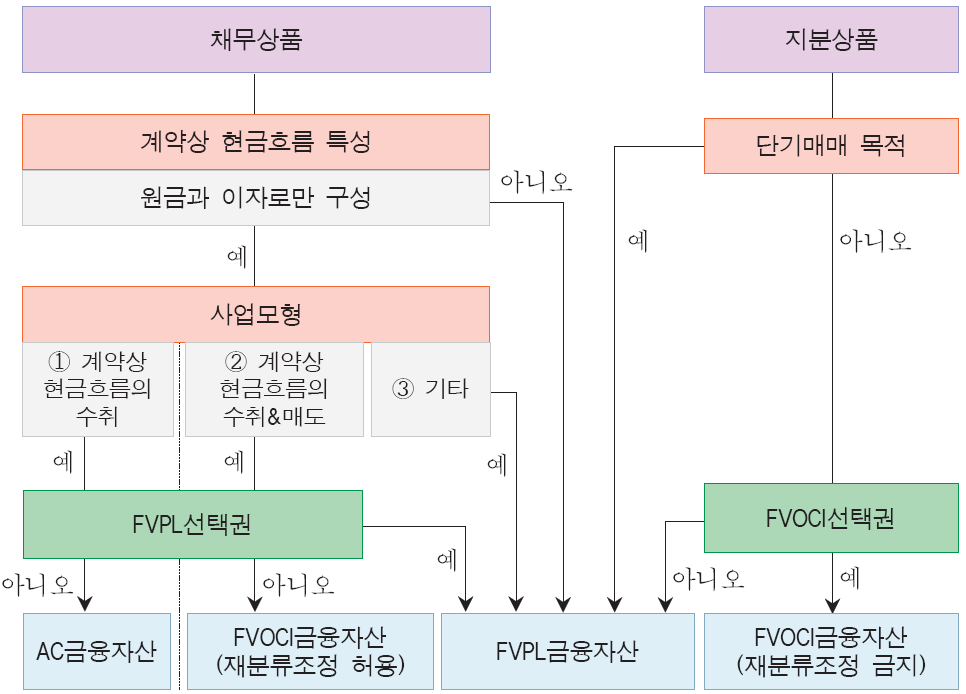 채무상품
지분상품
계약상 현금흐름 특성
단기매매 목적
원금과 이자로만 구성
아니오
예
예
아니오
사업모형
① 계약상
현금흐름의
수취
② 계약상
현금흐름의
수취&매도
③ 기타
예
예
예
FVPL선택권
FVOCI선택권
아니오
아니오
예
아니오
예
AC금융자산
FVOCI금융자산
(재분류조정 허용)
FVPL금융자산
FVOCI금융자산
(재분류조정 금지)